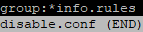 group:*info.rules
disable.conf (END)